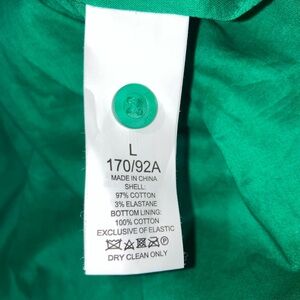 L
170/92A
MADE IN CHINA
SHELL:
97% COTTON
3% ELASTANE
BOTTOM LINING:
100% COTTON
EXCLUSIVE OF ELASTIC
DRY CLEAN ONLY